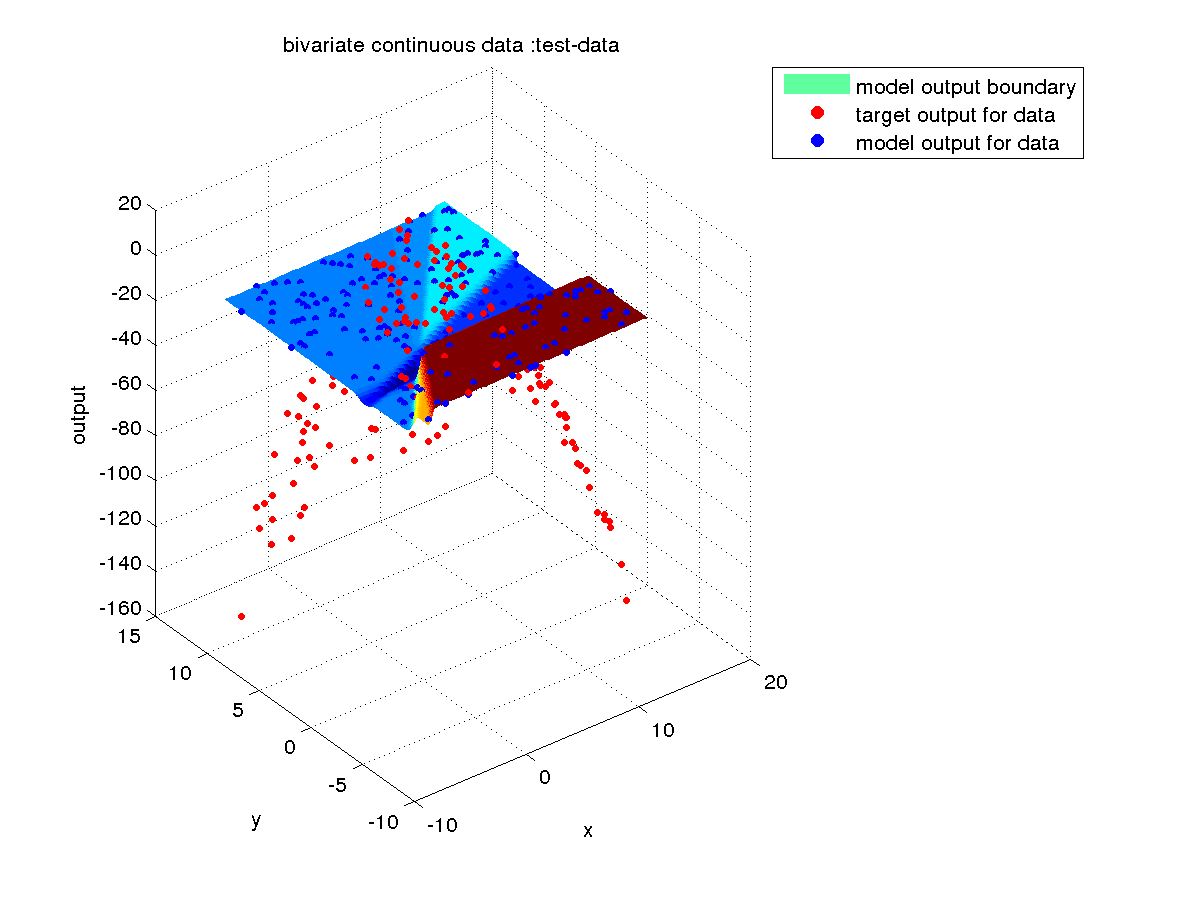 bivariate continuous data :test-data
model output boundary
target output for data
model output for data
20
0
-20
-40
-60
-80
-100
-120
-140
-160
output
15
10
5
0
-5
-10
y
-10
0
10
20
x